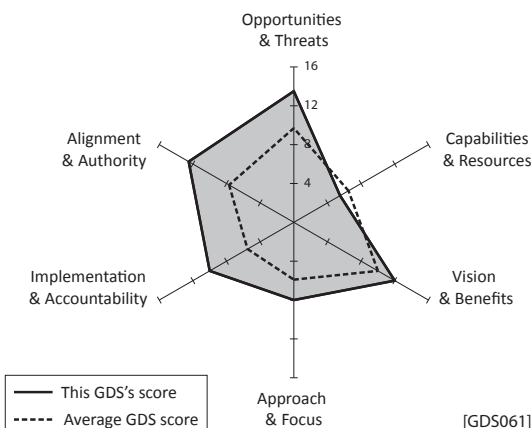 Opportunities
& Threats
16
12
8
4
Alignment
& Authority
Capabilities
& Resources
Implementation
& Accountability
Vision
& Benefits
Approach
& Focus
This GDS's score
Average GDS score
[GDS061]